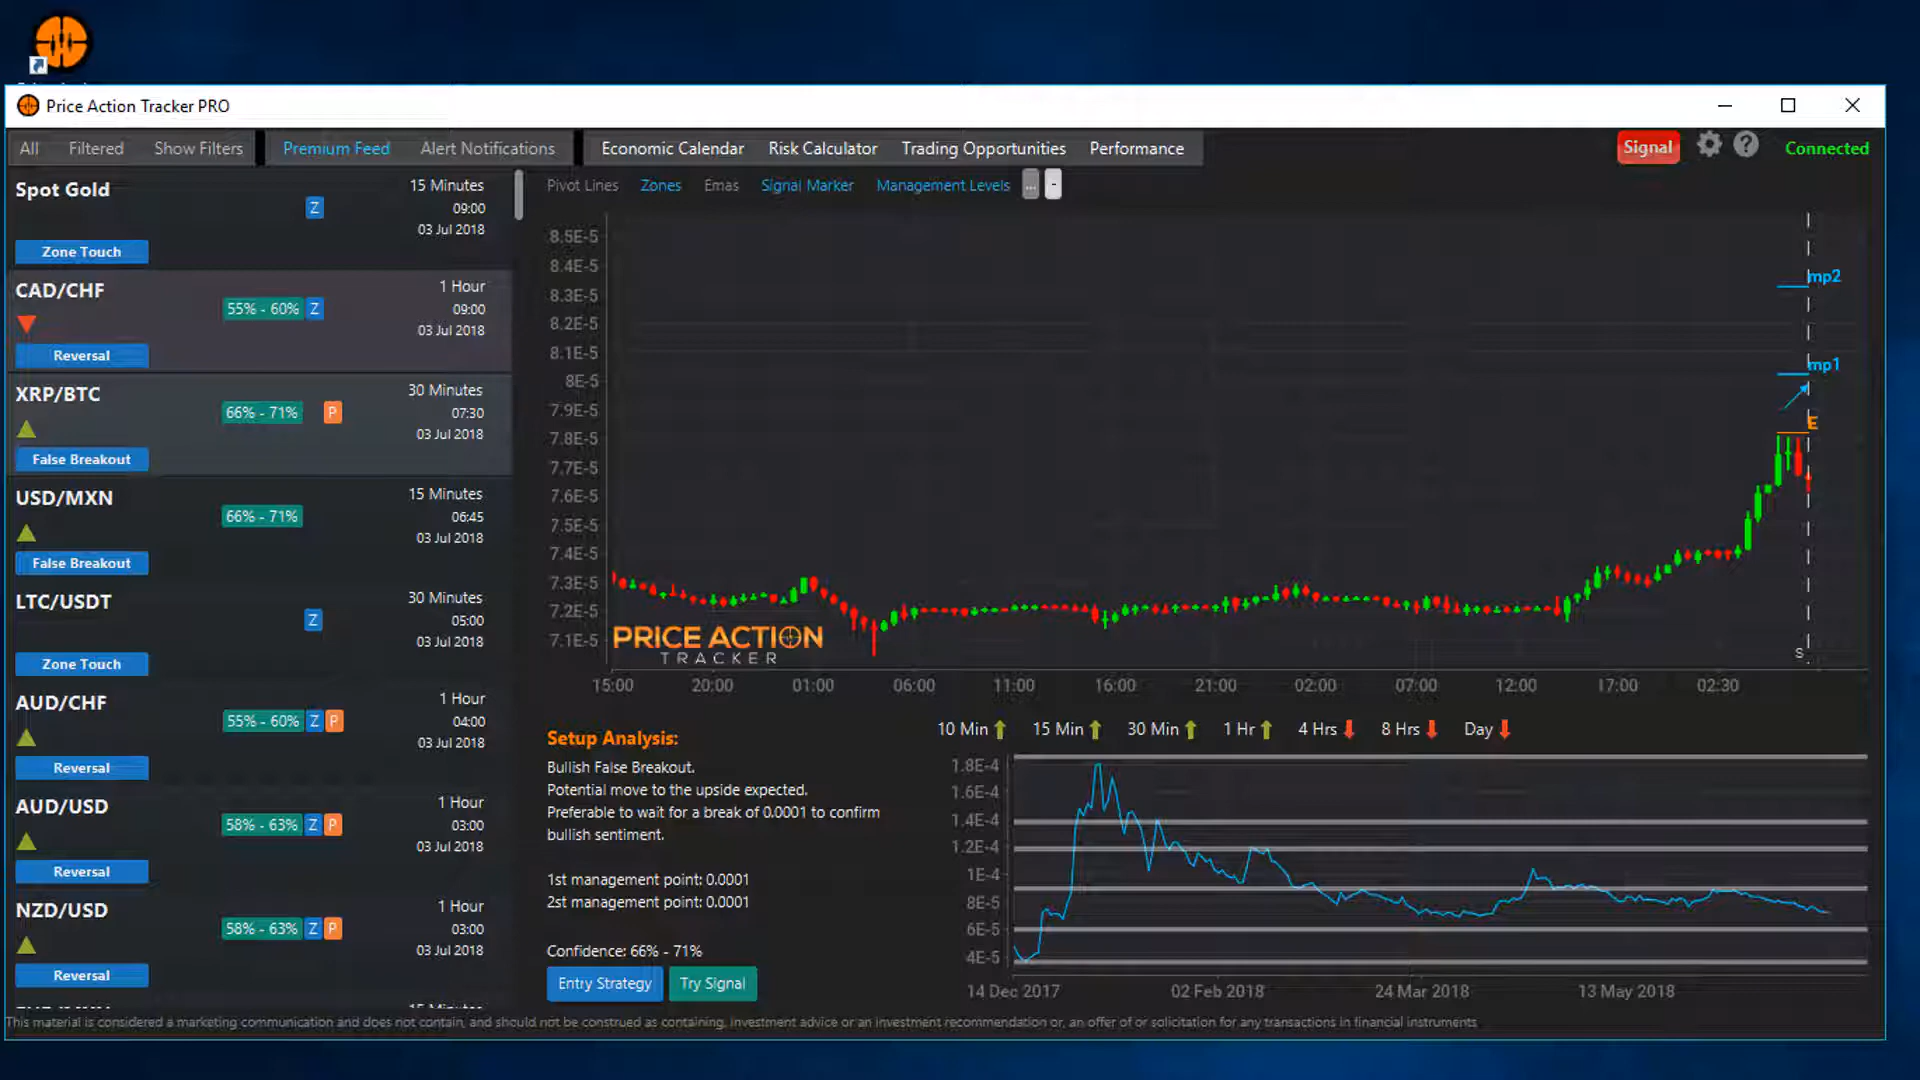 Price Action Tracker PRO
All Filtered Show Filters Premium Feed Alert Notifications Economic Calendar Risk Calculator Trading Opportunities Performance Signal Connected
Spot Gold
15 Minutes
Z
09:00
03 Jul 2018
Zone Touch
CAD/CHF
1 Hour
55% - 60% Z
09:00
03 Jul 2018
Reversal
XRP/BTC
30 Minutes
66% - 71% P
07:30
03 Jul 2018
False Breakout
USD/MXN
15 Minutes
66% - 71%
06:45
03 Jul 2018
False Breakout
LTC/USDT
30 Minutes
Z
05:00
03 Jul 2018
Zone Touch
AUD/CHF
1 Hour
55% - 60% Z P
04:00
03 Jul 2018
Reversal
AUD/USD
1 Hour
58% - 63% Z P
03:00
03 Jul 2018
Reversal
NZD/USD
1 Hour
58% - 63% Z P
03:00
03 Jul 2018
Reversal
Pivot Lines Zones Emas Signal Marker Management Levels ... -
8.5E-5
8.4E-5
8.3E-5
8.2E-5
8.1E-5
8E-5
7.9E-5
7.8E-5
7.7E-5
7.6E-5
7.5E-5
7.4E-5
7.3E-5
7.2E-5
7.1E-5
mp2
mp1
E
S
PRICE ACTION
TRACKER
15:00 20:00 01:00 06:00 11:00 16:00 21:00 02:00 07:00 12:00 17:00 02:30
Setup Analysis:
Bullish False Breakout.
Potential move to the upside expected.
Preferable to wait for a break of 0.0001 to confirm
bullish sentiment.
1st management point: 0.0001
2st management point: 0.0001
Confidence: 66% - 71%
Entry Strategy Try Signal
10 Min 15 Min 30 Min 1 Hr 4 Hrs 8 Hrs Day
1.8E-4
1.6E-4
1.4E-4
1.2E-4
1E-4
8E-5
6E-5
4E-5
14 Dec 2017 02 Feb 2018 24 Mar 2018 13 May 2018
This material is considered a marketing communication and does not contain, and should not be construed as containing, investment advice or an investment recommendation or, an offer of or solicitation for any transactions in financial instruments